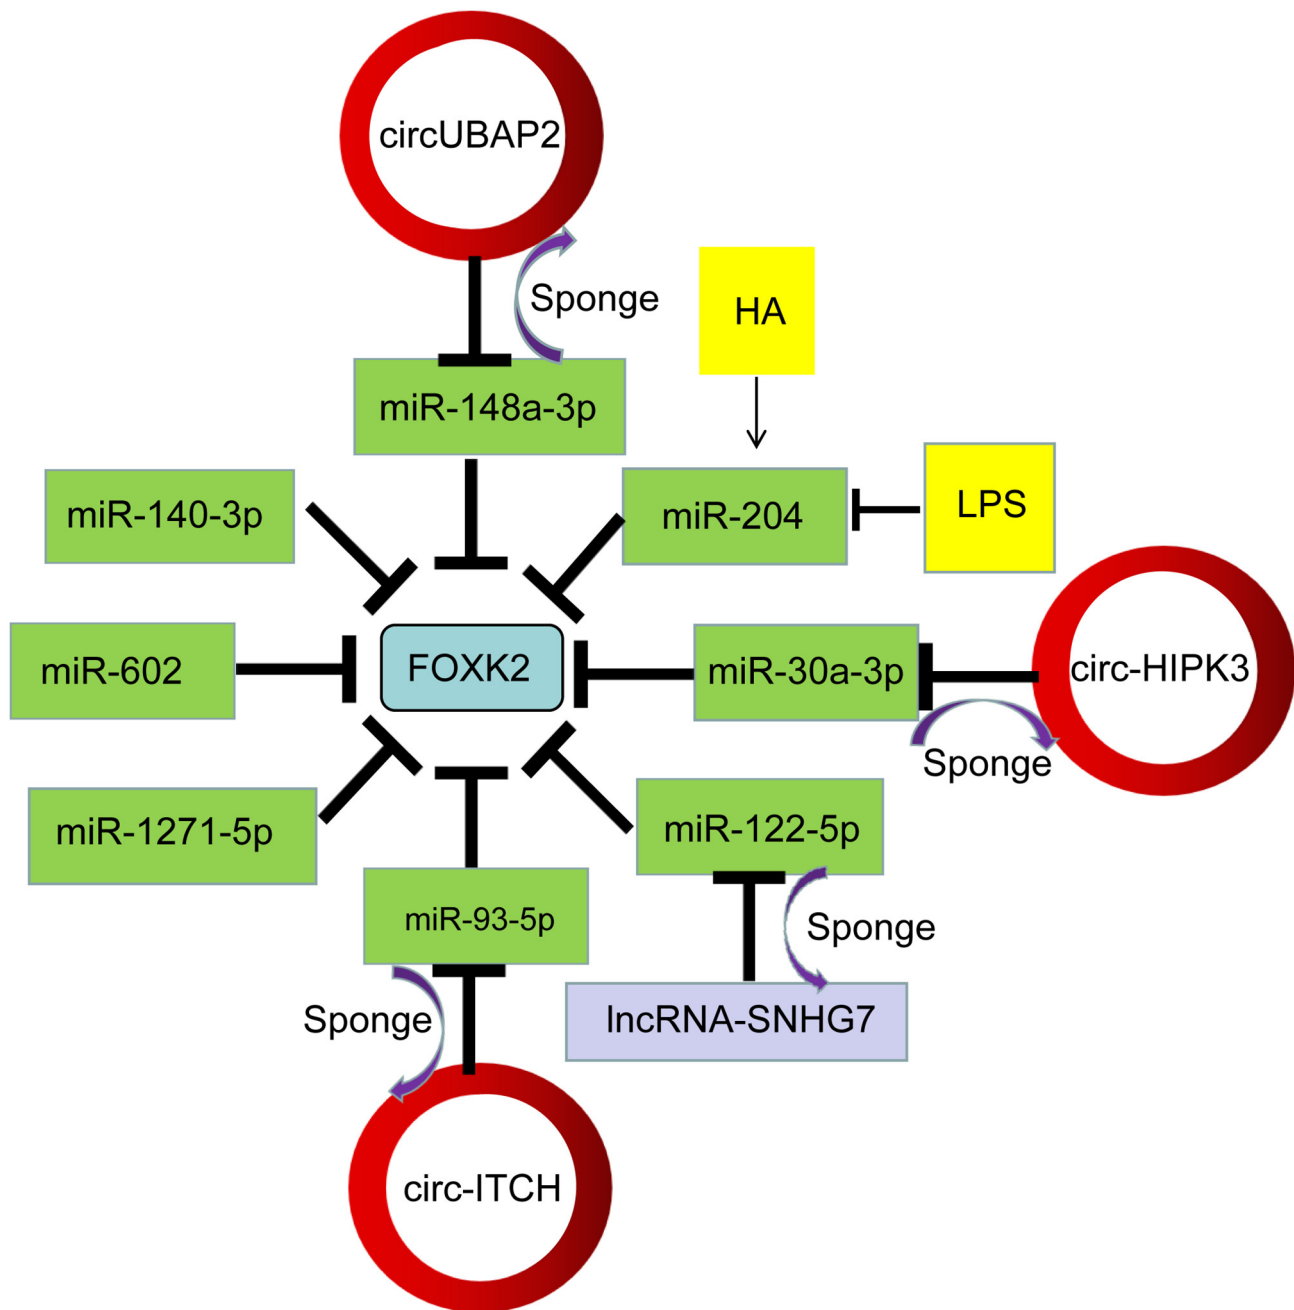 circUBAP2
Sponge
HA
miR-148a-3p
miR-140-3p
miR-204
LPS
miR-602
FOXK2
miR-30a-3p
circ-HIPK3
Sponge
miR-1271-5p
miR-122-5p
miR-93-5p
Sponge
Sponge
lncRNA-SNHG7
circ-ITCH